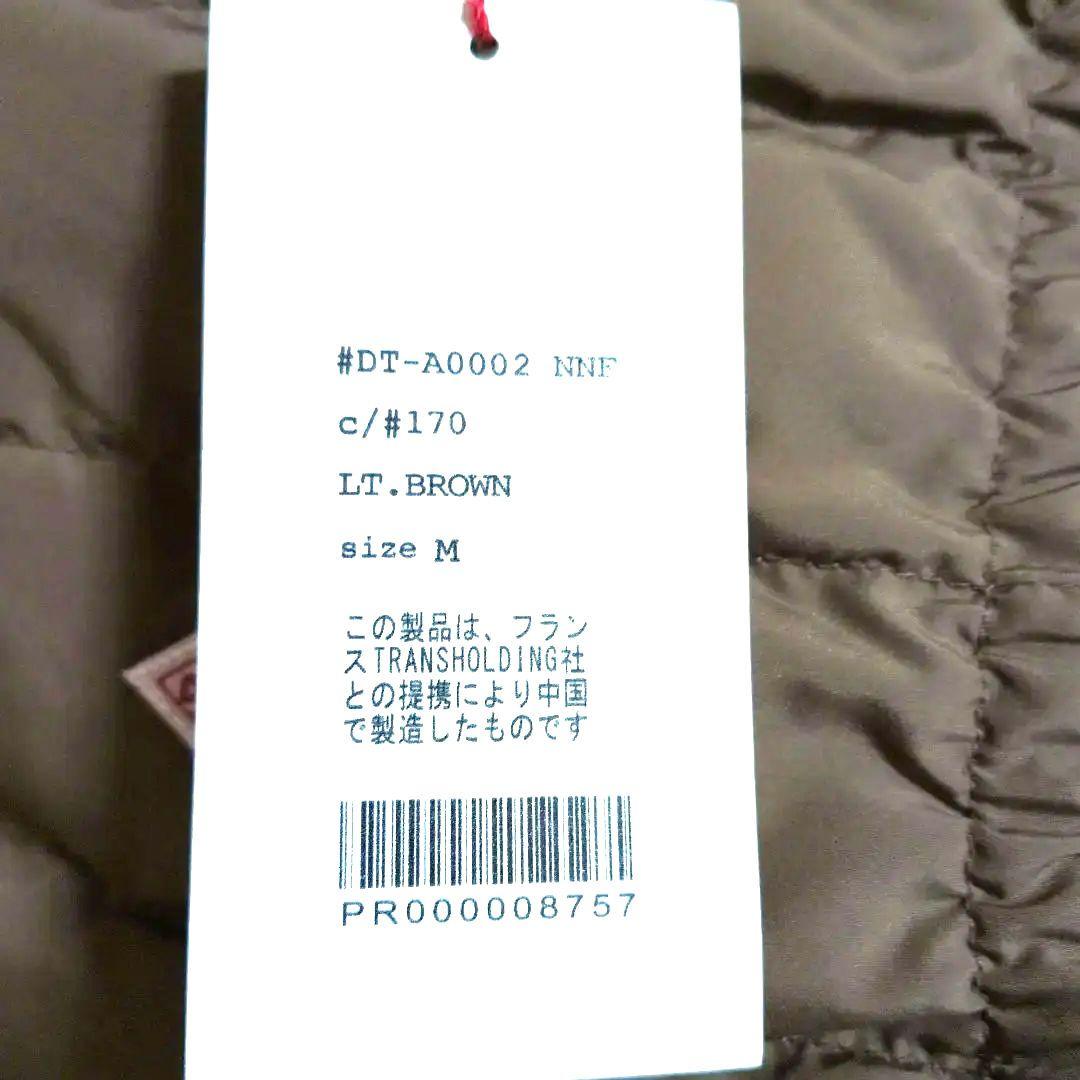 #DT-A0002 NNF
c/#170
LT.BROWN
size M
この製品は、フラン
スTRANSHOLDING社
との提携により中国
で製造したものです
PR000008757